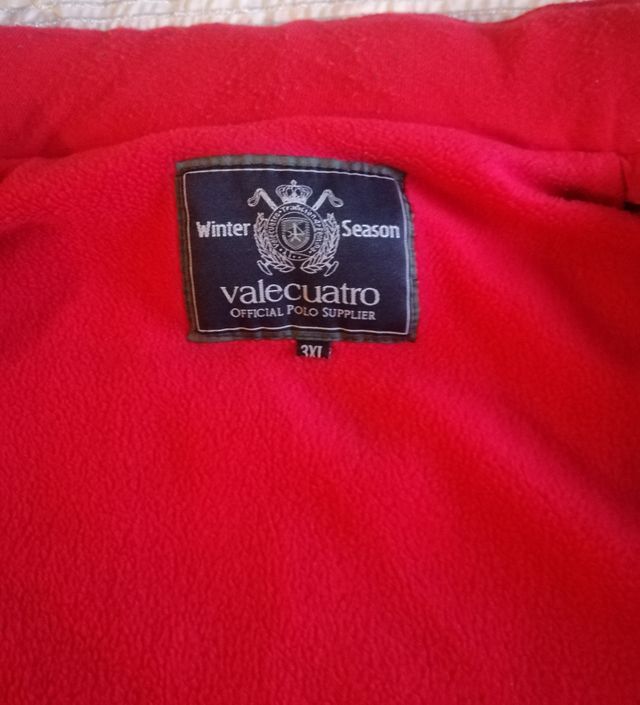 Winter Season
valecuatro
OFFICIAL POLO SUPPLIER
3XL